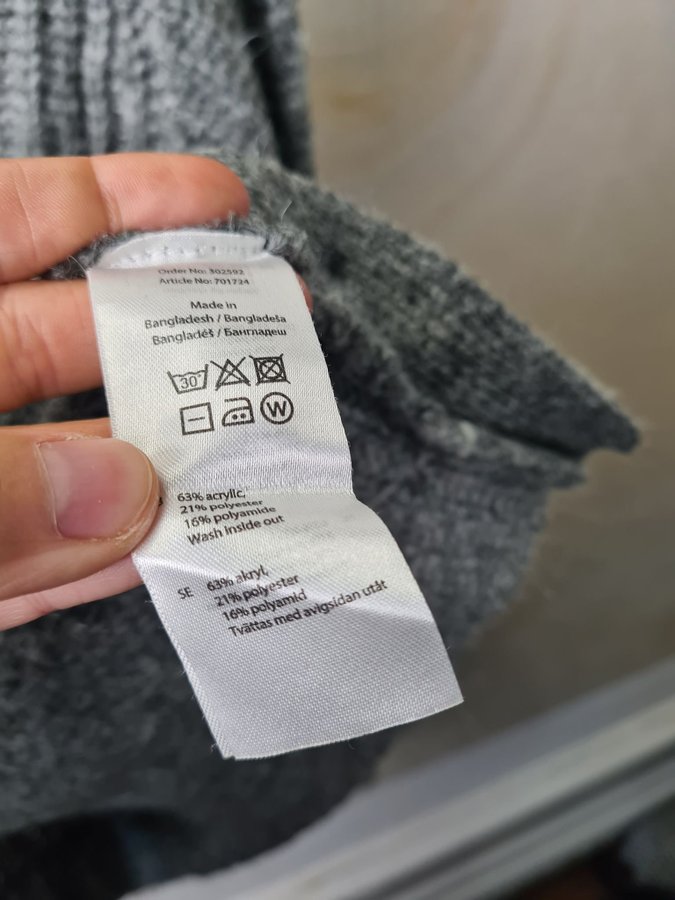 Order No: 302592
Article No: 701724
Made in
Bangladesh / Bangladeša
Bangladéš / Бангладеш
30°
W
63% acrylic,
21% polyester
16% polyamide
Wash inside out
SE 63% akryl,
21% polyester
16% polyamid
Tvättas med avigsidan utåt